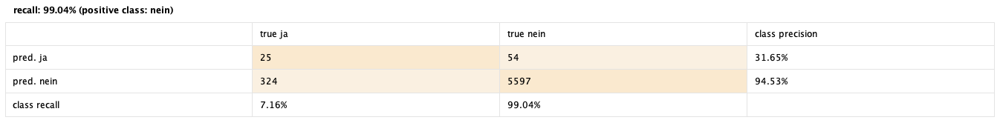 recall: 99.04% (positive class: nein)
true ja true nein class precision
pred. ja 25 54 31.65%
pred. nein 324 5597 94.53%
class recall 7.16% 99.04%